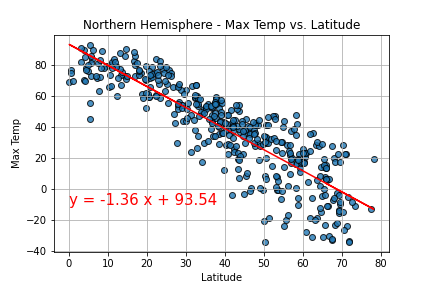 Northern Hemisphere - Max Temp vs. Latitude
Max Temp
80
60
40
20
0
−20
−40
y = -1.36 x + 93.54
0 10 20 30 40 50 60 70 80
Latitude